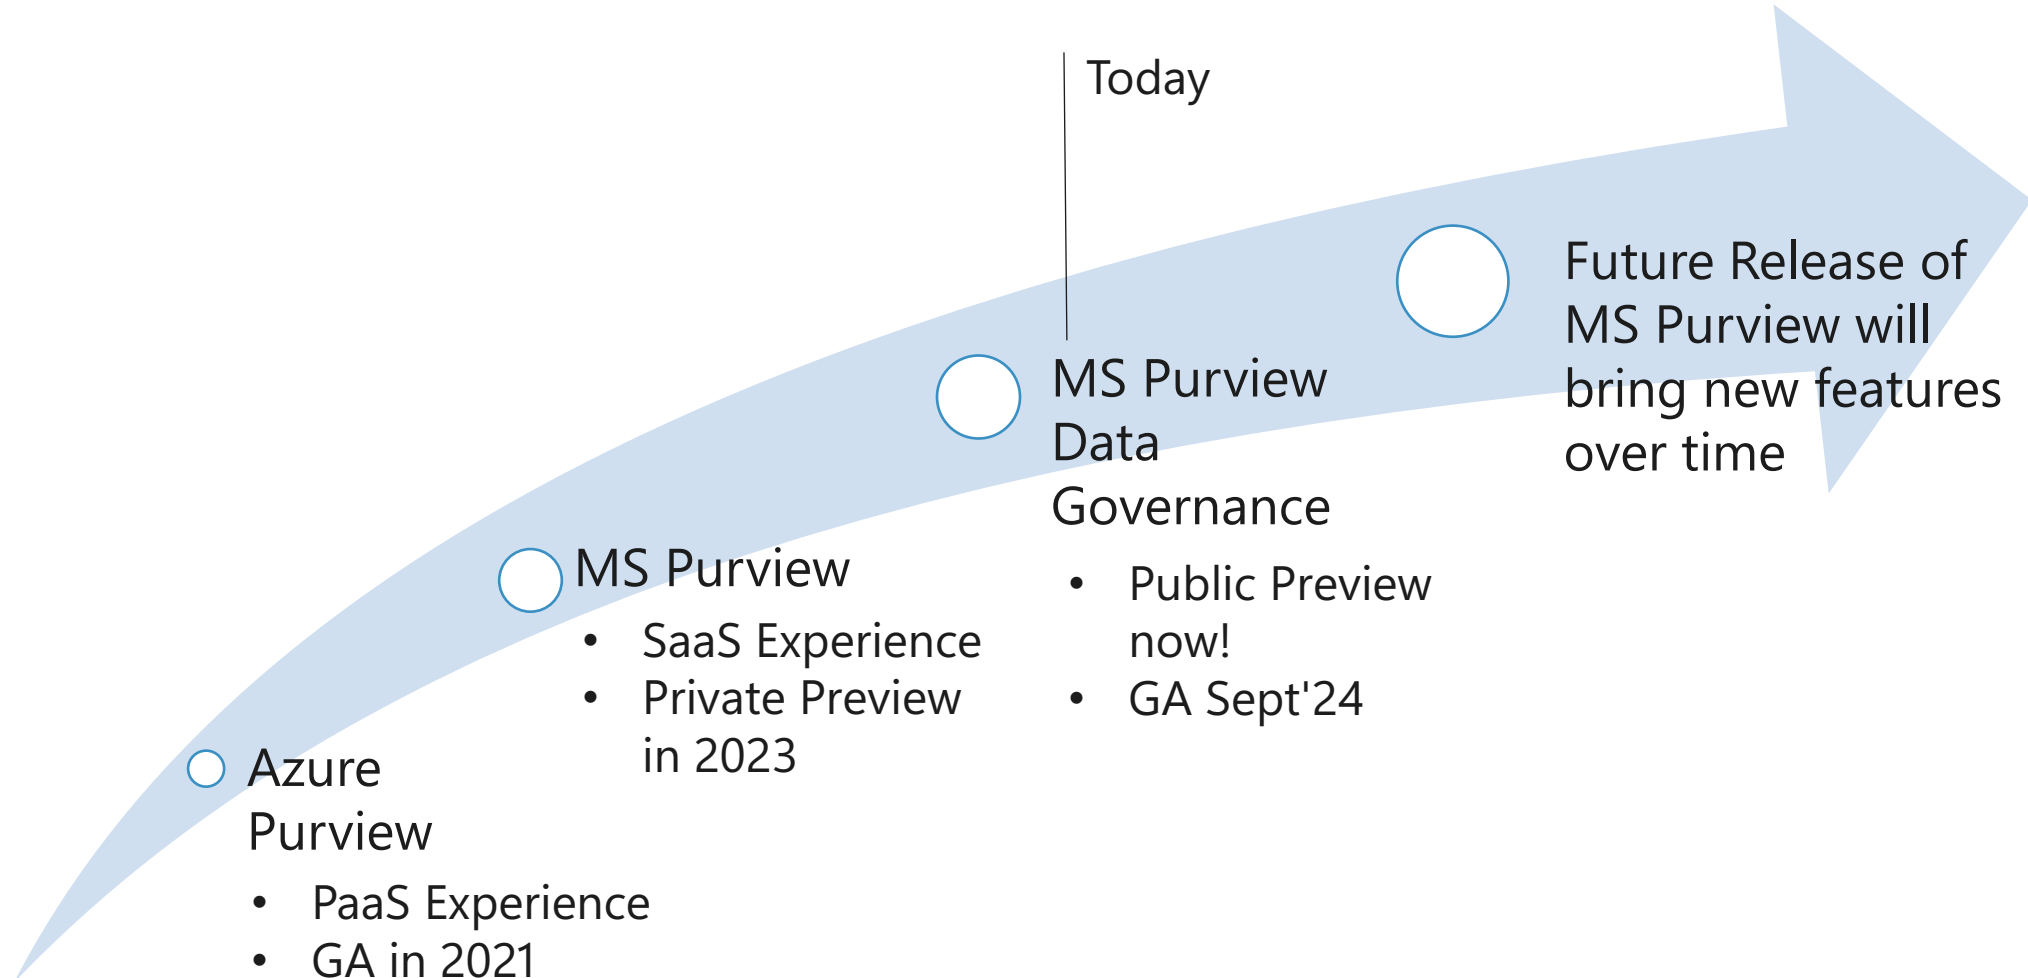 Today
Future Release of
MS Purview will
bring new features
over time
MS Purview
Data
Governance
• Public Preview
now!
• GA Sept'24
MS Purview
• SaaS Experience
• Private Preview
in 2023
Azure
Purview
• PaaS Experience
• GA in 2021